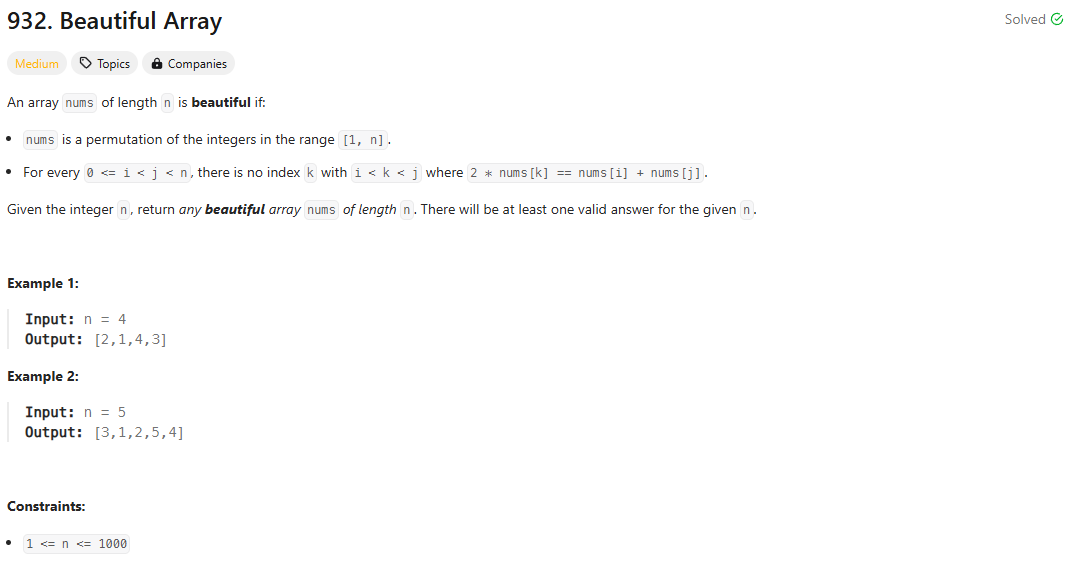 932. Beautiful Array
Solved
Medium Topics Companies
An array nums of length n is beautiful if:
• nums is a permutation of the integers in the range [1, n].
• For every 0 <= i < j < n, there is no index k with i < k < j where 2 * nums[k] == nums[i] + nums[j].
Given the integer n, return any beautiful array nums of length n. There will be at least one valid answer for the given n.
Example 1:
Input: n = 4
Output: [2,1,4,3]
Example 2:
Input: n = 5
Output: [3,1,2,5,4]
Constraints:
• 1 <= n <= 1000